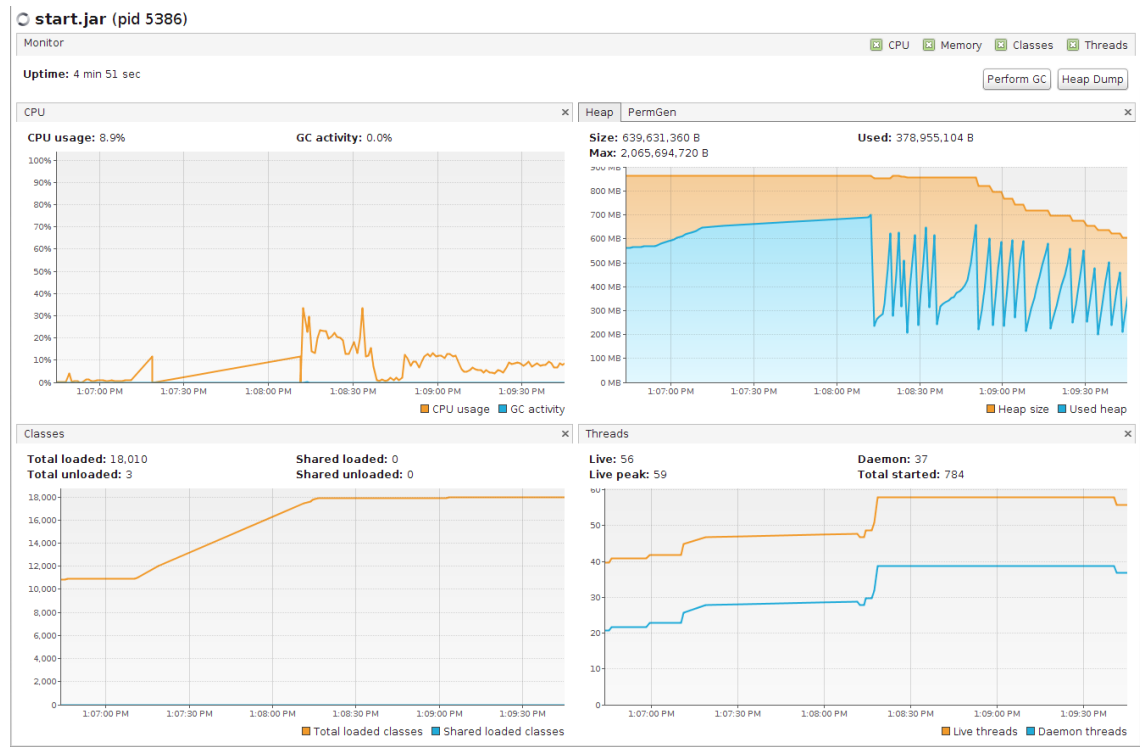 start.jar (pid 5386)
Monitor
CPU Memory Classes Threads
Uptime: 4 min 51 sec
Perform GC Heap Dump
CPU ×
CPU usage: 8.9% GC activity: 0.0%
100%
90%
80%
70%
60%
50%
40%
30%
20%
10%
0%
1:07:00 PM 1:07:30 PM 1:08:00 PM 1:08:30 PM 1:09:00 PM 1:09:30 PM
CPU usage GC activity
Heap PermGen ×
Size: 639,631,360 B Used: 378,955,104 B
Max: 2,065,694,720 B
900 MB
800 MB
700 MB
600 MB
500 MB
400 MB
300 MB
200 MB
100 MB
0 MB
1:07:00 PM 1:07:30 PM 1:08:00 PM 1:08:30 PM 1:09:00 PM 1:09:30 PM
Heap size Used heap
Classes ×
Total loaded: 18,010 Shared loaded: 0
Total unloaded: 3 Shared unloaded: 0
18,000
16,000
14,000
12,000
10,000
8,000
6,000
4,000
2,000
0
1:07:00 PM 1:07:30 PM 1:08:00 PM 1:08:30 PM 1:09:00 PM 1:09:30 PM
Total loaded classes Shared loaded classes
Threads ×
Live: 56 Daemon: 37
Live peak: 59 Total started: 784
60
50
40
30
20
10
0
1:07:00 PM 1:07:30 PM 1:08:00 PM 1:08:30 PM 1:09:00 PM 1:09:30 PM
Live threads Daemon threads